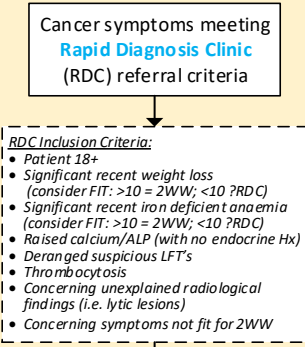 Cancer symptoms meeting
Rapid Diagnosis Clinic
(RDC) referral criteria
RDC Inclusion Criteria:
• Patient 18+
• Significant recent weight loss
(consider FIT: >10 = 2WW; <10 ?RDC)
• Significant recent iron deficient anaemia
(consider FIT: >10 = 2WW; <10 ?RDC)
• Raised calcium/ALP (with no endocrine Hx)
• Deranged suspicious LFT's
• Thrombocytosis
• Concerning unexplained radiological
findings (i.e. lytic lesions)
• Concerning symptoms not fit for 2WW